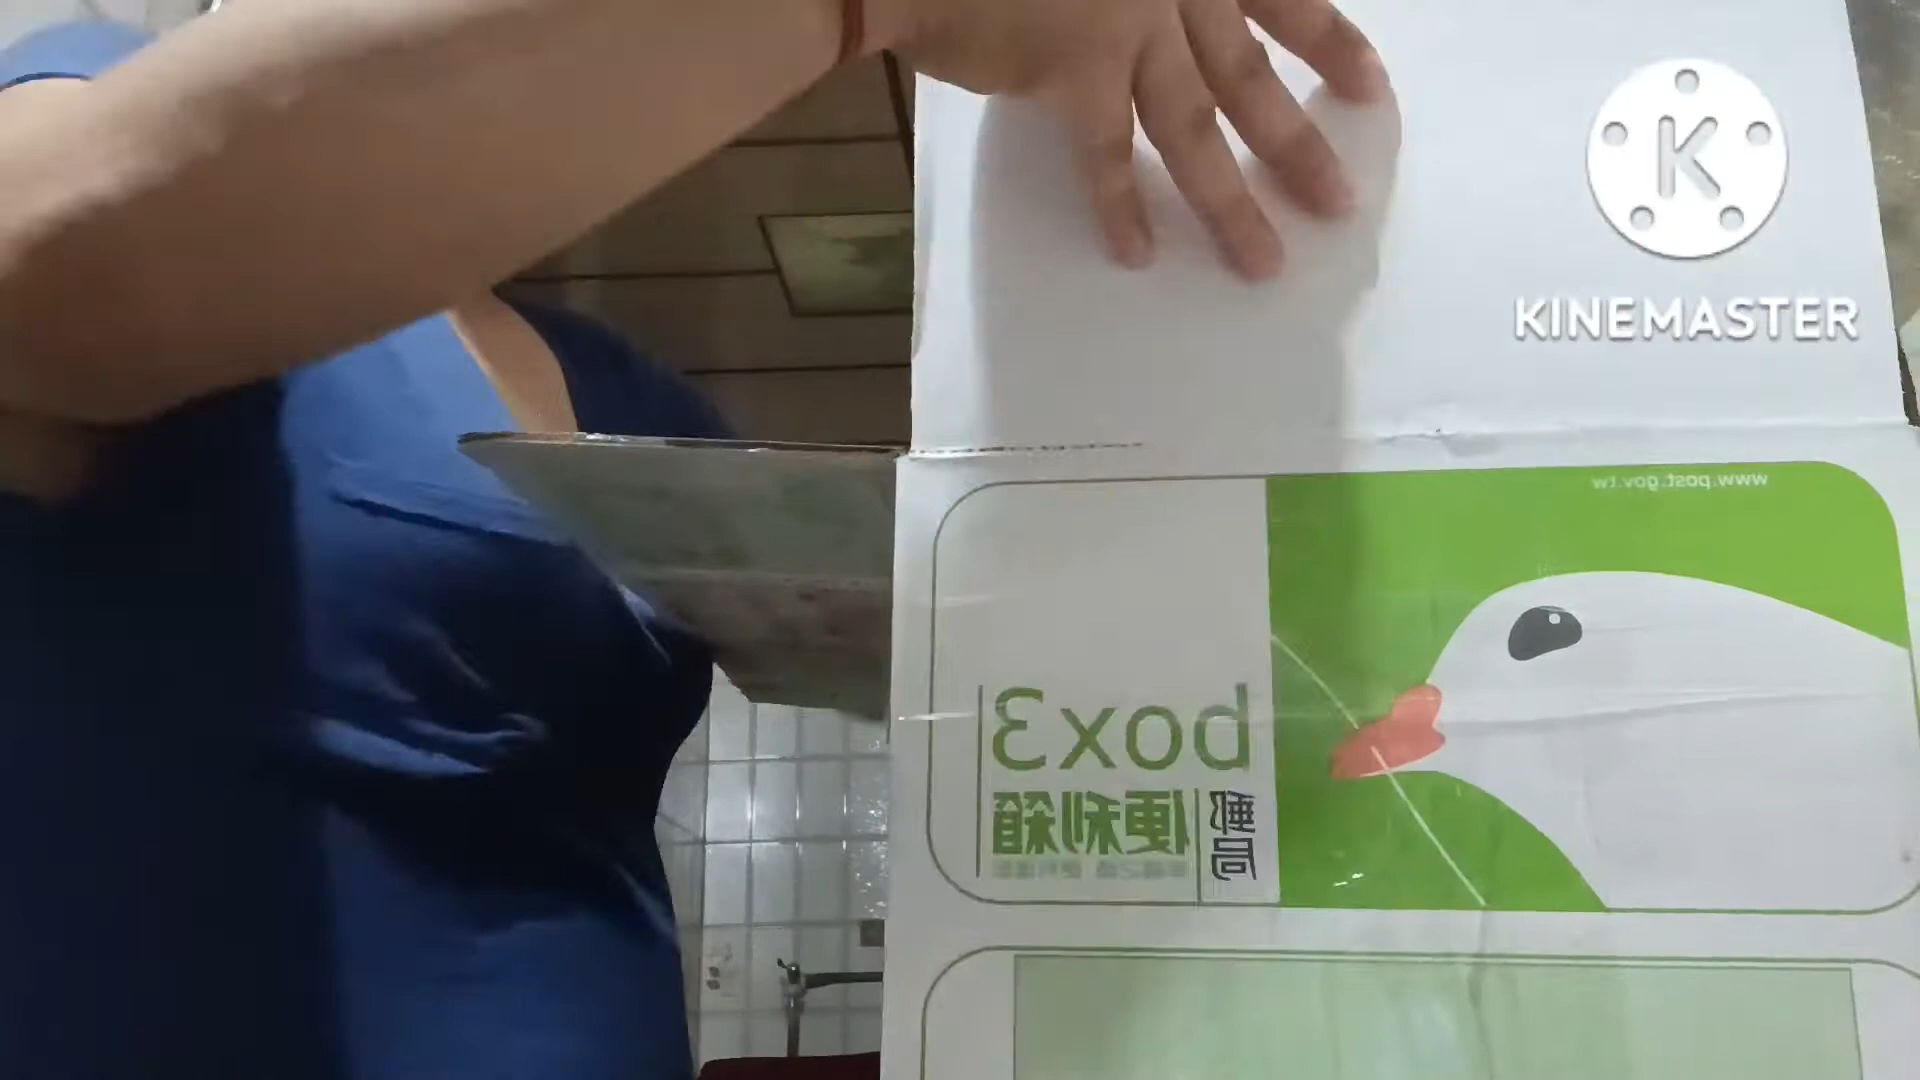 KINEMASTER
www.post.gov.tw
box3
郵局
便利箱